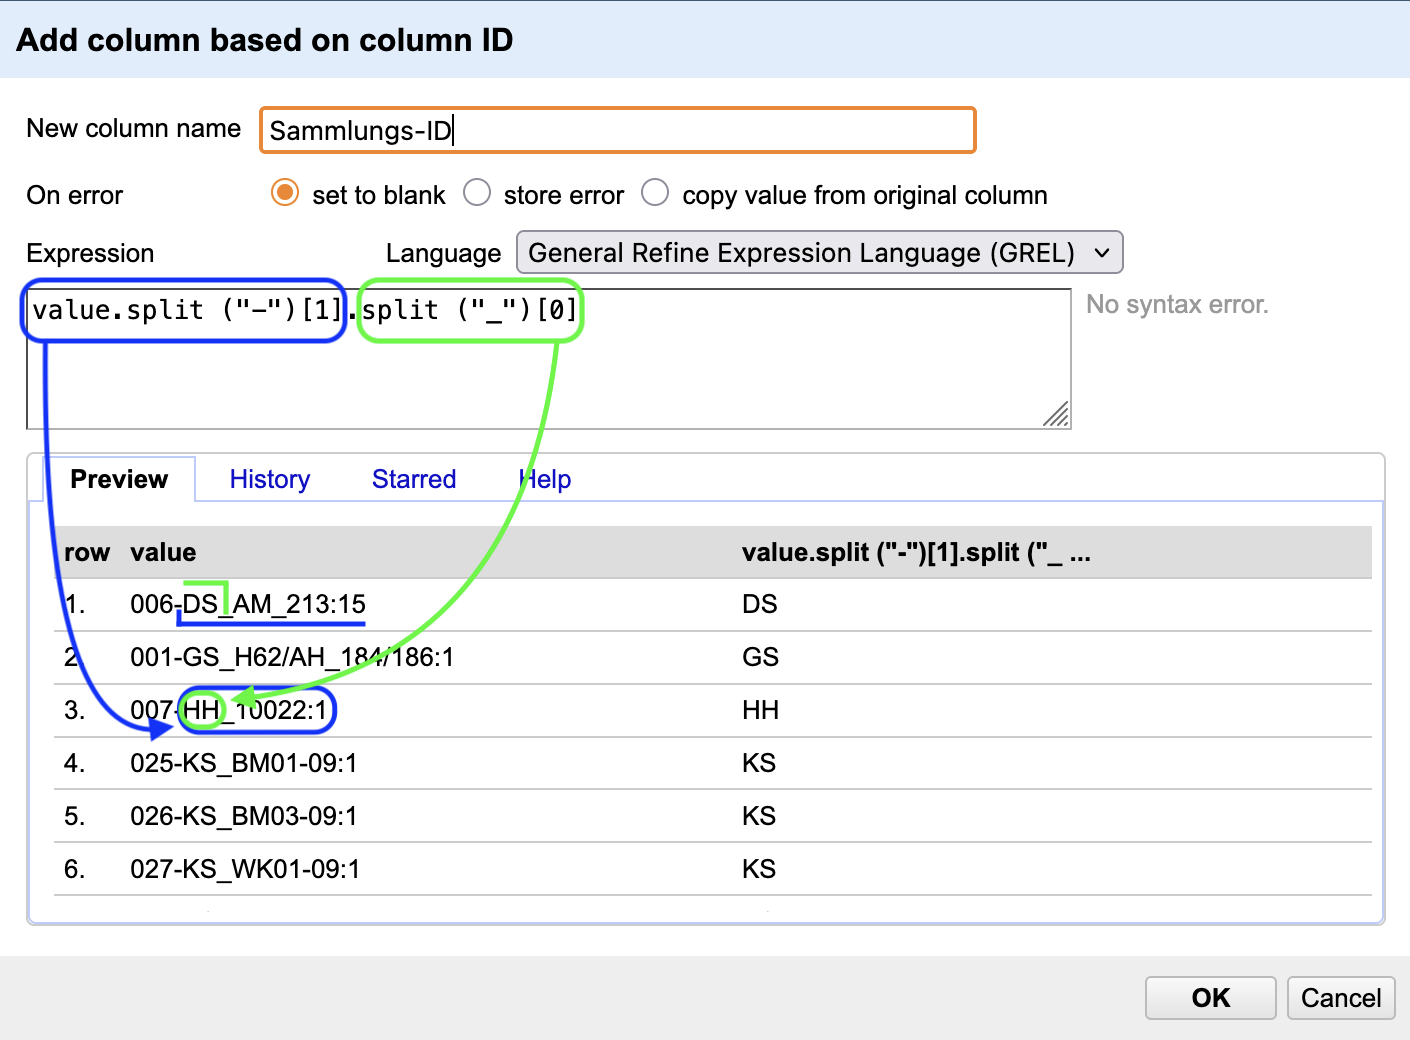 Add column based on column ID
New column name Sammlungs-ID
On error set to blank store error copy value from original column
Expression Language General Refine Expression Language (GREL)
value.split ("-")[1].split ("_")[0] No syntax error.
Preview History Starred Help
row value value.split ("-")[1].split ("_ ...
1. 006-DS_AM_213:15 DS
2. 001-GS_H62/AH_184/186:1 GS
3. 007-HH_10022:1 HH
4. 025-KS_BM01-09:1 KS
5. 026-KS_BM03-09:1 KS
6. 027-KS_WK01-09:1 KS
OK Cancel